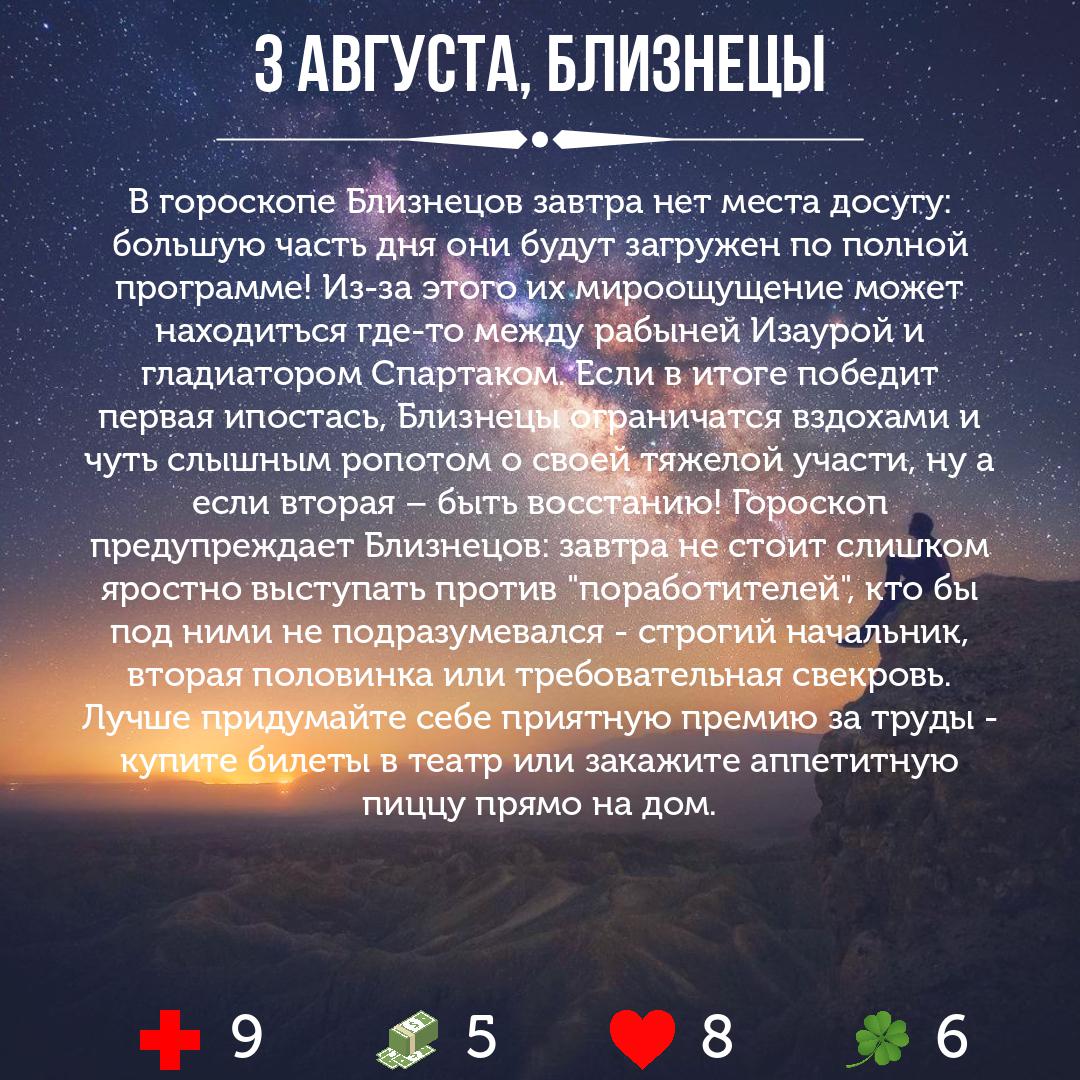 3 АВГУСТА, БЛИЗНЕЦЫ
В гороскопе Близнецов завтра нет места досугу:
большую часть дня они будут загружен по полной
программе! Из-за этого их мироощущение может
находиться где-то между рабыней Изаурой и
гладиатором Спартаком. Если в итоге победит
первая ипостась, Близнецы ограничатся вздохами и
чуть слышным ропотом о своей тяжелой участи, ну а
если вторая – быть восстанию! Гороскоп
предупреждает Близнецов: завтра не стоит слишком
яростно выступать против "поработителей", кто бы
под ними не подразумевался - строгий начальник,
вторая половинка или требовательная свекровь.
Лучше придумайте себе приятную премию за труды -
купите билеты в театр или закажите аппетитную
пиццу прямо на дом.
9 5 8 6